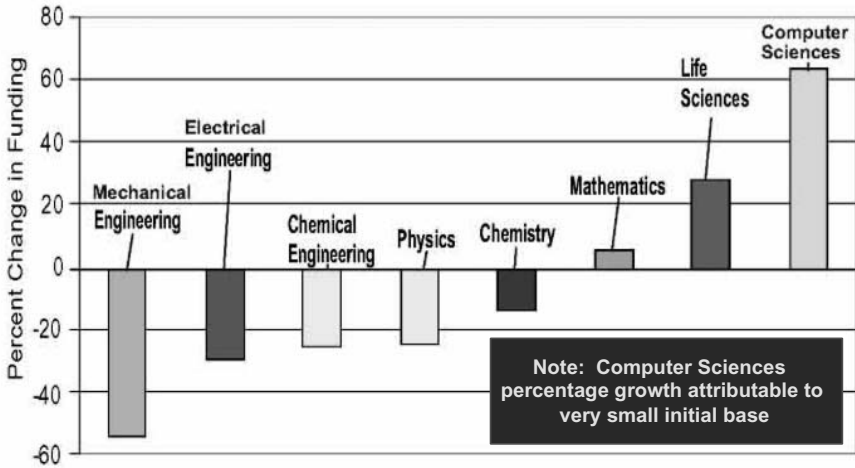 80
60
40
20
0
-20
-40
-60
Percent Change in Funding
Mechanical
Engineering
Electrical
Engineering
Chemical
Engineering
Physics
Chemistry
Mathematics
Life
Sciences
Computer
Sciences
Note: Computer Sciences
percentage growth attributable to
very small initial base